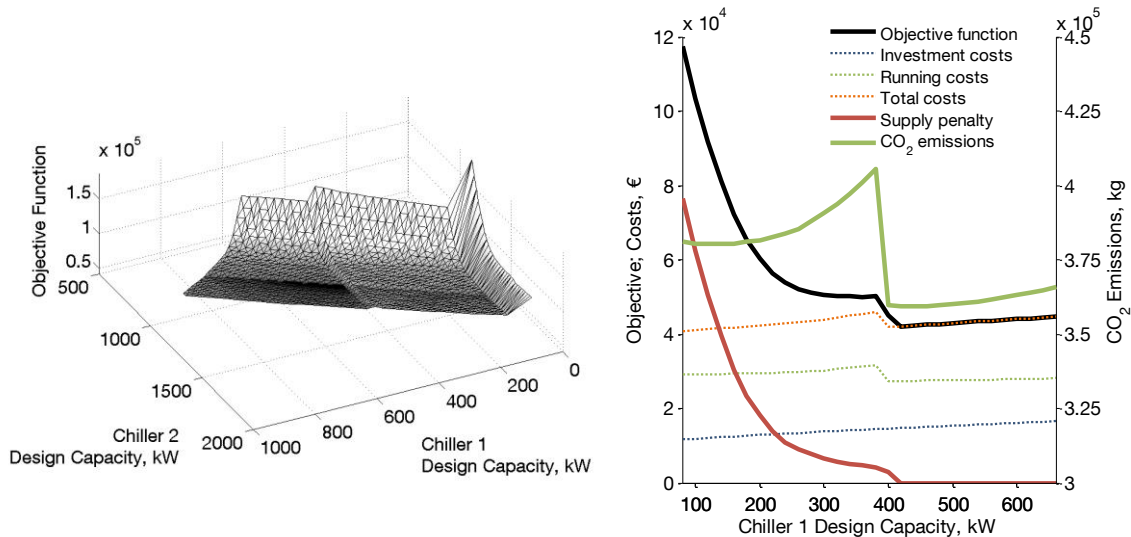 Objective Function
x 10^5
1.5
1
0.5
500
1000
1500
2000
1000
800
600
400
200
0
Chiller 2
Design Capacity, kW
Chiller 1
Design Capacity, kW
x 10^4
x 10^5
Objective function
Investment costs
Running costs
Total costs
Supply penalty
CO2 emissions
Objective; Costs, €
12
10
8
6
4
2
0
4.5
4.25
4
3.75
3.5
3.25
3
CO2 Emissions, kg
100 200 300 400 500 600
Chiller 1 Design Capacity, kW